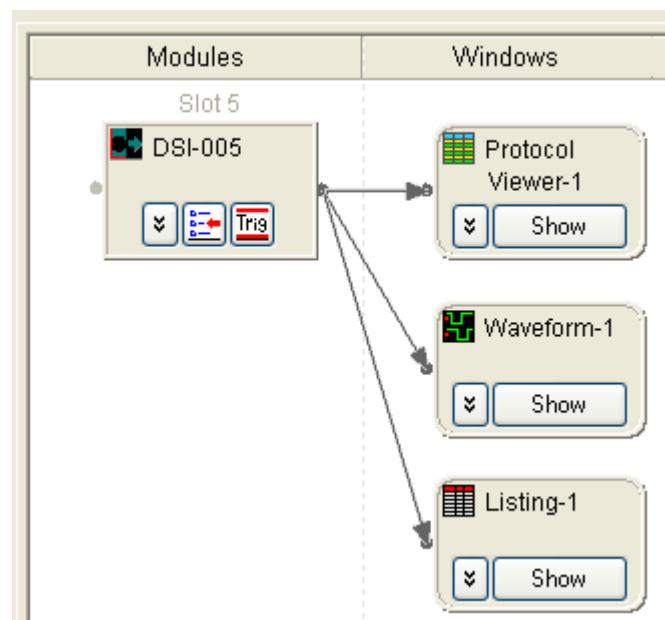 Modules
Windows
Slot 5
DSI-005
Trig
Protocol
Viewer-1
Show
Waveform-1
Show
Listing-1
Show